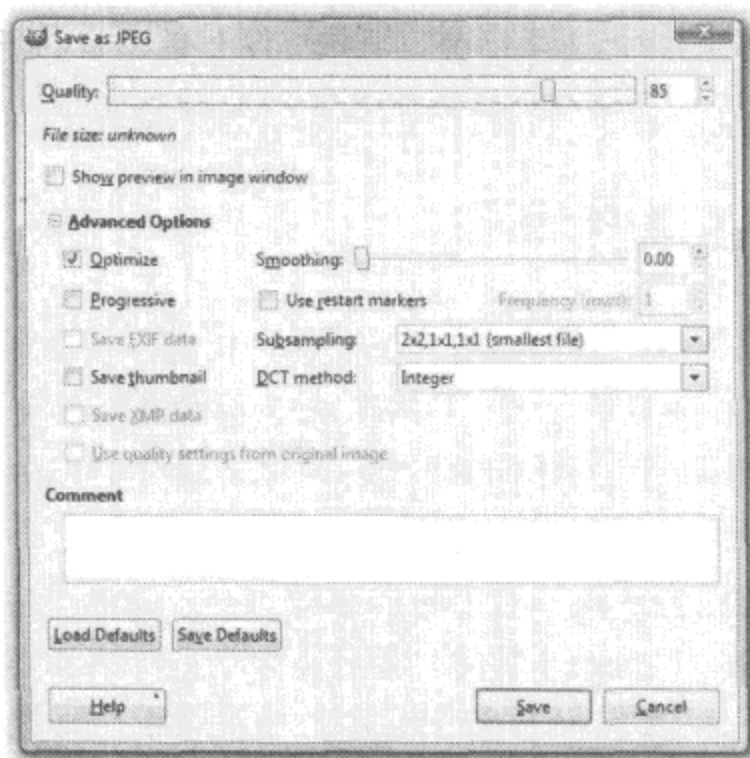 Save as JPEG
Quality: 85
File size: unknown
Show preview in image window
Advanced Options
Optimize Smoothing: 0.00
Progressive Use restart markers Frequency (rows): 1
Save EXIF data Subsampling: 2x2,1x1,1x1 (smallest file)
Save thumbnail DCT method: Integer
Save XMP data
Use quality settings from original image
Comment
Load Defaults Save Defaults
Help Save Cancel